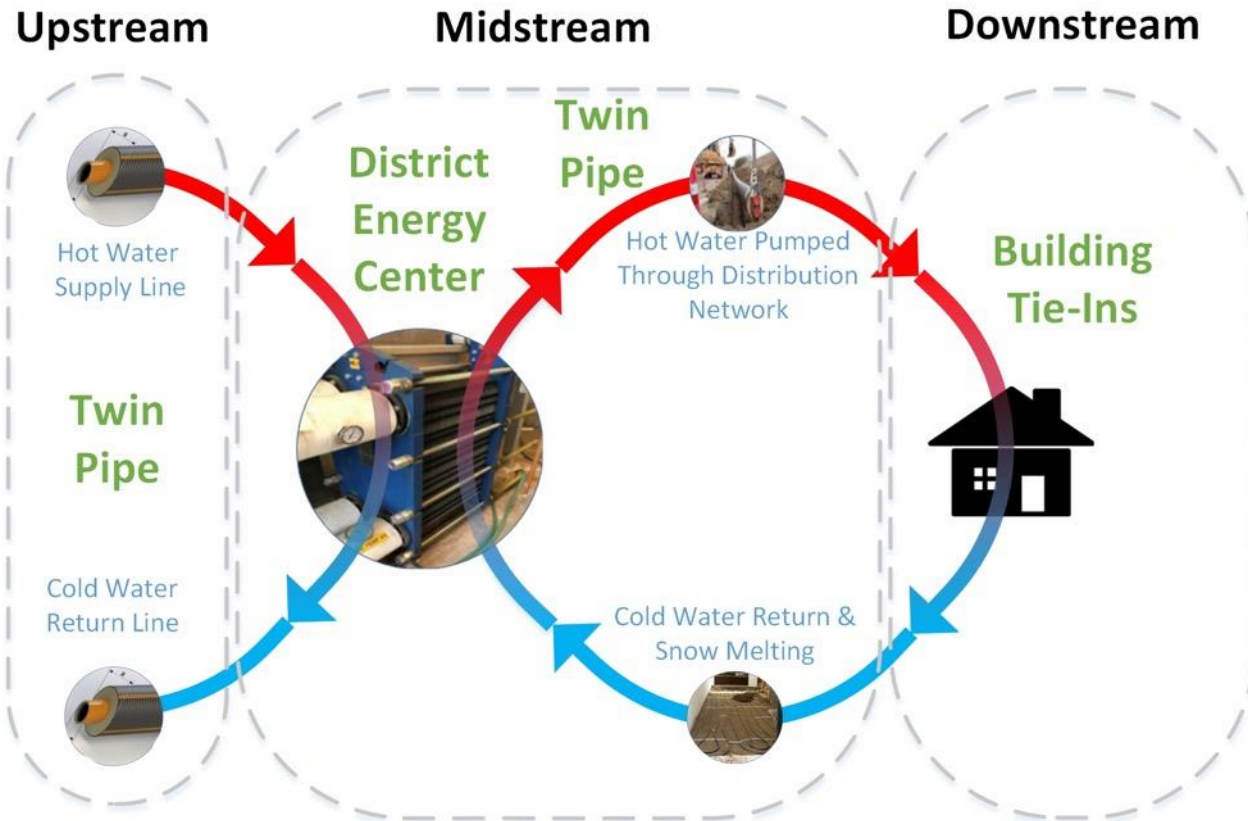 Upstream
Midstream
Downstream
Hot Water
Supply Line
Twin
Pipe
Cold Water
Return Line
District
Energy
Center
Twin
Pipe
Hot Water Pumped
Through Distribution
Network
Cold Water Return &
Snow Melting
Building
Tie-Ins